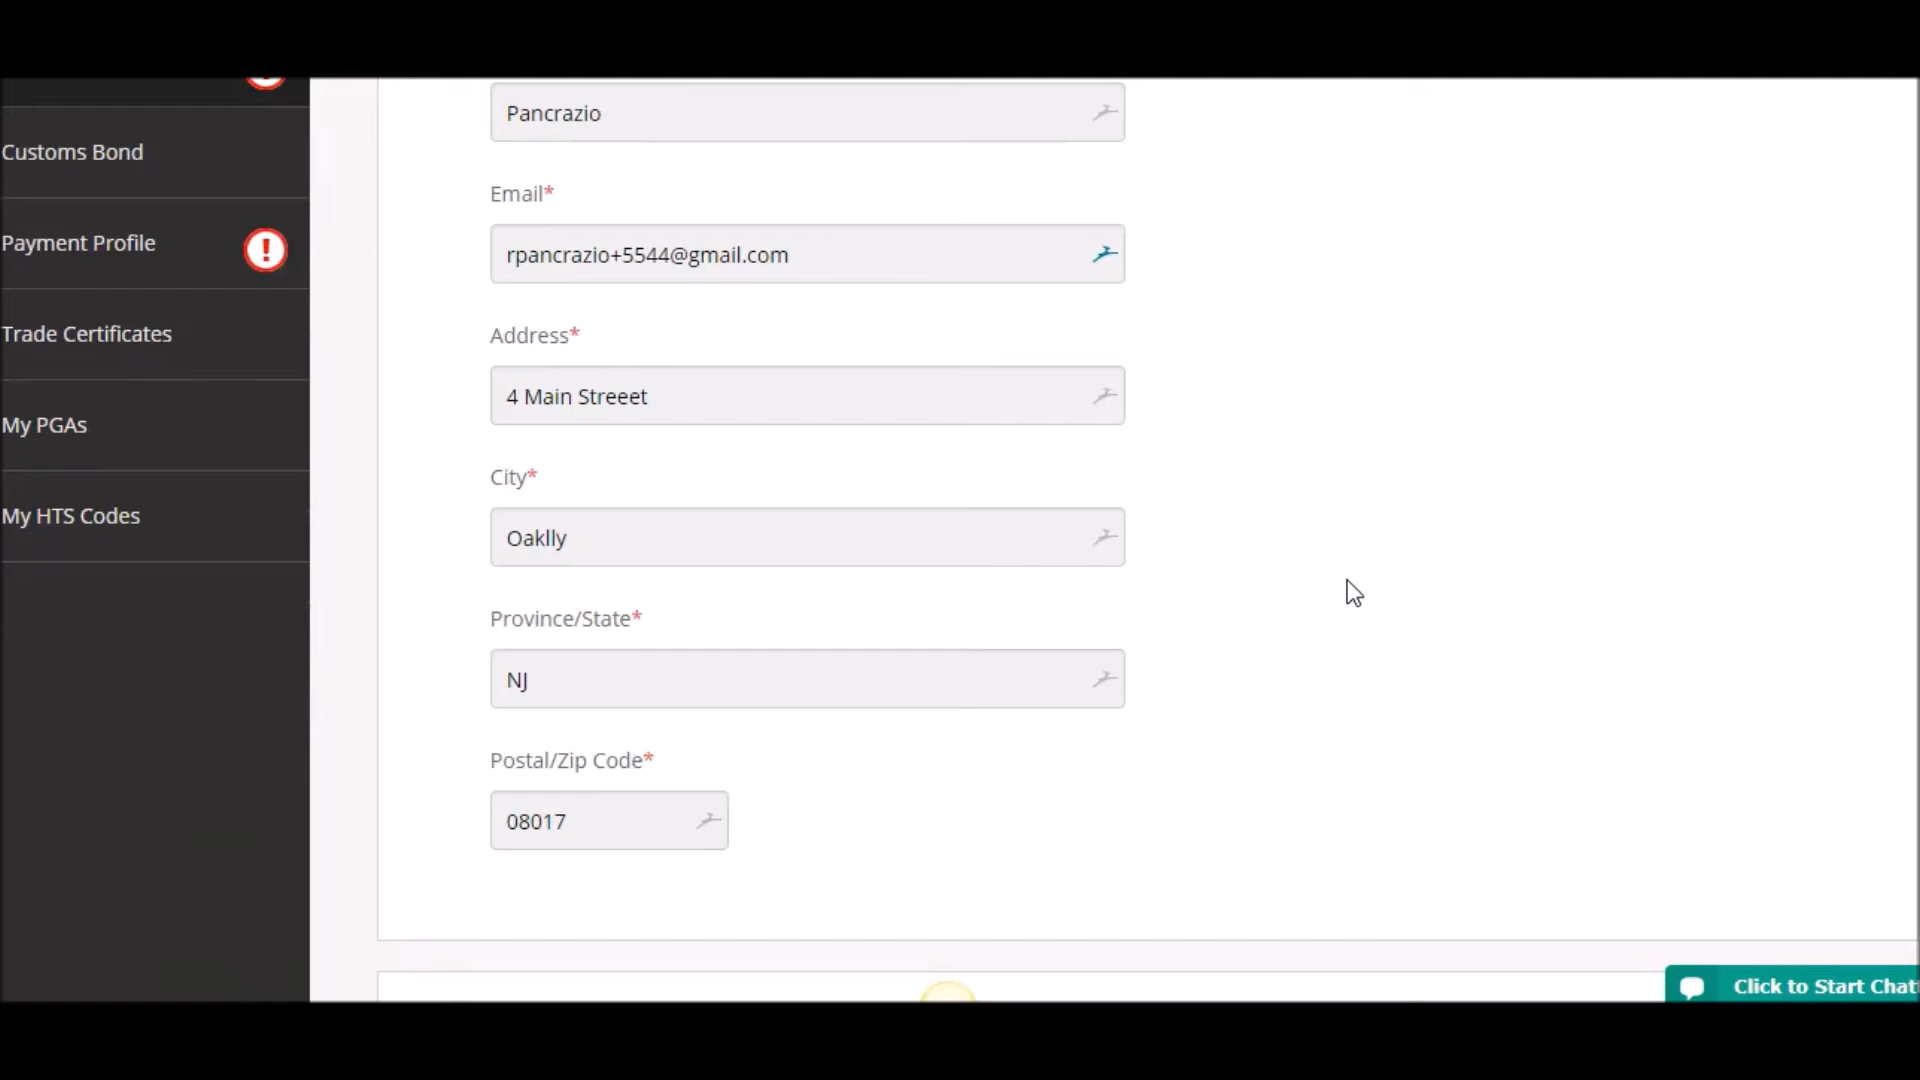 Customs Bond
Payment Profile
!
Trade Certificates
My PGAs
My HTS Codes
Pancrazio
Email*
rpancrazio+5544@gmail.com
Address*
4 Main Streeet
City*
Oaklly
Province/State*
NJ
Postal/Zip Code*
08017
Click to Start Chat